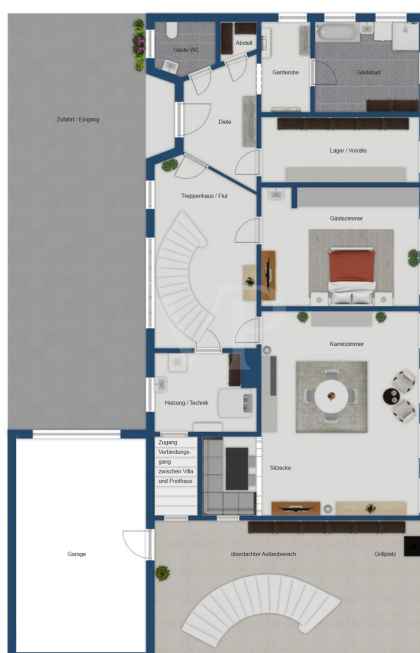 Gäste-WC
Abstell
Garderobe
Gästebad
Zufahrt / Eingang
Diele
Lager / Vorräte
Treppenhaus / Flur
Gästezimmer
VP
Kaminzimmer
Heizung / Technik
Zugang
Verbindungs-
gang
zwischen Villa
und Poolhaus
Sitzecke
Garage
überdachter Außenbereich
Grillplatz